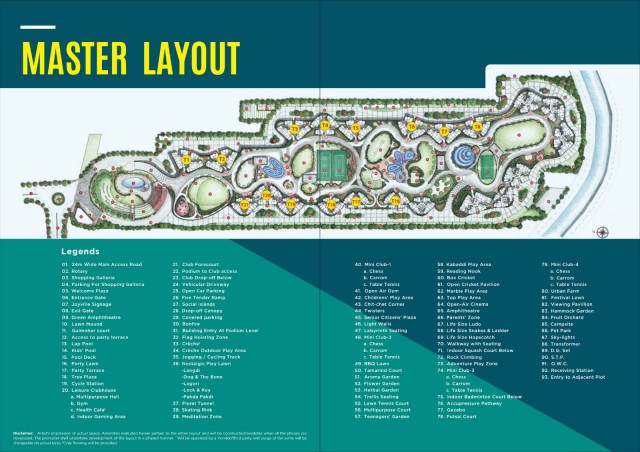 MASTER LAYOUT
T1
T2
T3
T4
T5
T6
T7
T8
T21
T20
T19
T18
T17
T16
Legends
01. 24m Wide Main Access Road
02. Rotary
03. Shopping Galleria
04. Parking For Shopping Galleria
05. Welcome Plaza
06. Entrance Gate
07. Joyville Signage
08. Exit Gate
09. Green Amphitheatre
10. Lawn Mound
11. Gulmohar court
12. Access to party terrace
13. Lap Pool
14. Kids' Pool
15. Pool Deck
16. Party Lawn
17. Party Terrace
18. Tree Plaza
19. Cycle Station
20. Leisure Clubhouse
a. Multipurpose Hall
b. Gym
c. Health Cafe'
d. Indoor Gaming Area
21. Club Forecourt
22. Podium to Club access
23. Club Drop-off Below
24. Vehicular Driveway
25. Open Car Parking
26. Fire Tender Ramp
27. Social Islands
28. Drop-off Canopy
29. Covered parking
30. Bonfire
31. Building Entry At Podium Level
32. Flag Hoisting Zone
33. Crèche'
34. Crèche Outdoor Play Area
35. Jogging / Cycling Track
36. Nostalgic Play Lawn
-Langdi
-Dog & The Bone
-Lagori
-Lock & Key
-Pakda Pakdi
37. Floral Tunnel
38. Skating Rink
39. Meditation Zone
40. Mini Club-1
a. Chess
b. Carrom
c. Table Tennis
41. Open Air Gym
42. Childrens' Play Area
43. Chit-chat Corner
44. Twisters
45. Senior Citizens' Plaza
46. Light Wells
47. Labyrinth Seating
48. Mini Club-2
a. Chess
b. Carrom
c. Table Tennis
49. BBQ Lawn
50. Tamarind Court
51. Aroma Garden
52. Flower Garden
53. Herbal Garden
54. Trellis Seating
55. Lawn Tennis Court
56. Multipurpose Court
57. Teenagers' Garden
58. Kabaddi Play Area
59. Reading Nook
60. Box Cricket
61. Open Cricket Pavilion
62. Marble Play Area
63. Top Play Area
64. Open-Air Cinema
65. Amphitheatre
66. Parents' Zone
67. Life Size Ludo
68. Life Size Snakes & Ladder
69. Life Size Hopscotch
70. Walkway with Seating
71. Indoor Squash Court Below
72. Rock Climbing
73. Adventure Play Zone
74. Mini Club-3
a. Chess
b. Carrom
c. Table Tennis
75. Indoor Badminton Court Below
76. Accupressure Pathway
77. Gazebo
78. Futsal Court
79. Mini Club-4
a. Chess
b. Carrom
c. Table Tennis
80. Urban Farm
81. Festival Lawn
82. Viewing Pavilion
83. Hammock Garden
84. Fruit Orchard
85. Campsite
86. Pet Park
87. Sky-lights
88. Transformer
89. D.G. Set
90. S.T.P.
91. O.W.C.
92. Receiving Station
93. Entry to Adjacent Plot